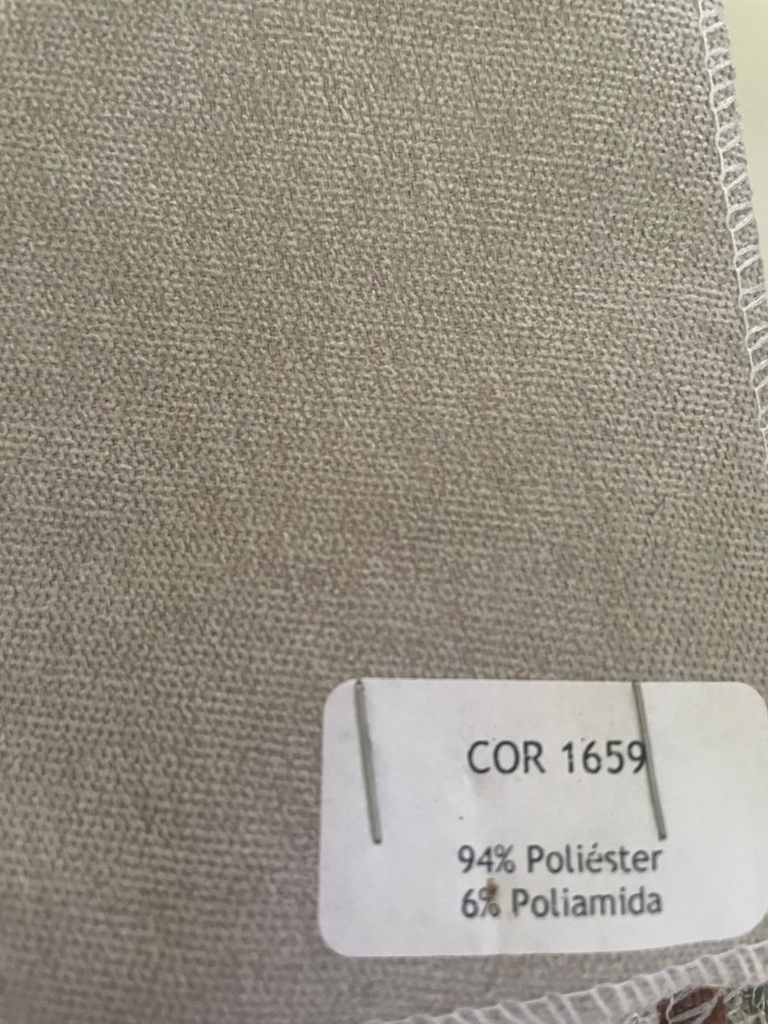 COR 1659
94% Poliéster
6% Poliamida